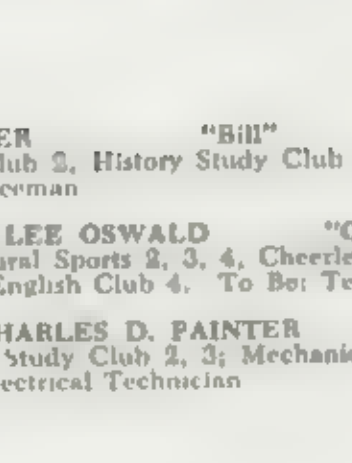 ER "Bill"
lub 2, History Study Club
eeman
LEE OSWALD "C
ural Sports 2, 3, 4, Cheerle
English Club 4. To Be: Te
HARLES D. PAINTER
Study Club 2, 3; Mechanic
ectrical Technician